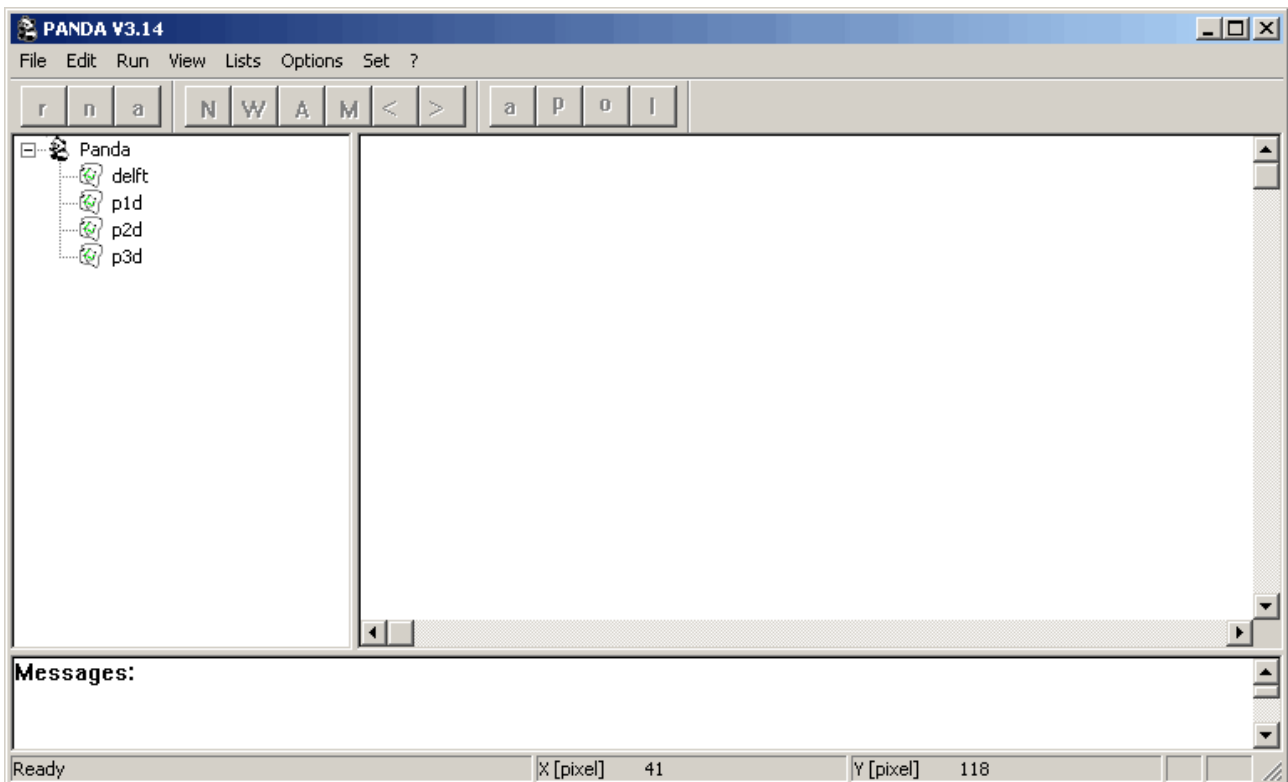 PANDA V3.14
File Edit Run View Lists Options Set ?
r n a N W A M < > a p o l
Panda
delft
p1d
p2d
p3d
Messages:
Ready X [pixel] 41 Y [pixel] 118